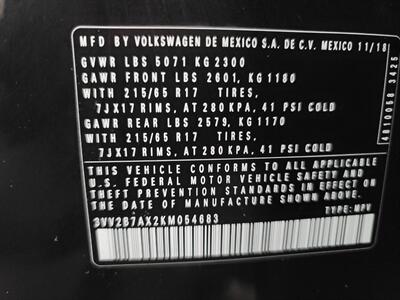 MFD BY VOLKSWAGEN DE MEXICO S.A. DE C.V. MEXICO 11/18
GVWR LBS 5071 KG 2300
GAWR FRONT LBS 2601, KG 1180
WITH 215/65 R17 TIRES,
7JX17 RIMS, AT 280 KPA, 41 PSI COLD
GAWR REAR LBS 2579, KG 1170
WITH 215/65 R17 TIRES,
7JX17 RIMS, AT 280 KPA, 41 PSI COLD
THIS VEHICLE CONFORMS TO ALL APPLICABLE
U.S. FEDERAL MOTOR VEHICLE SAFETY AND
THEFT PREVENTION STANDARDS IN EFFECT ON
THE DATE OF MANUFACTURE SHOWN ABOVE.
3VV2B7AX2KM054683 TYPE: MPV
4810058 3425